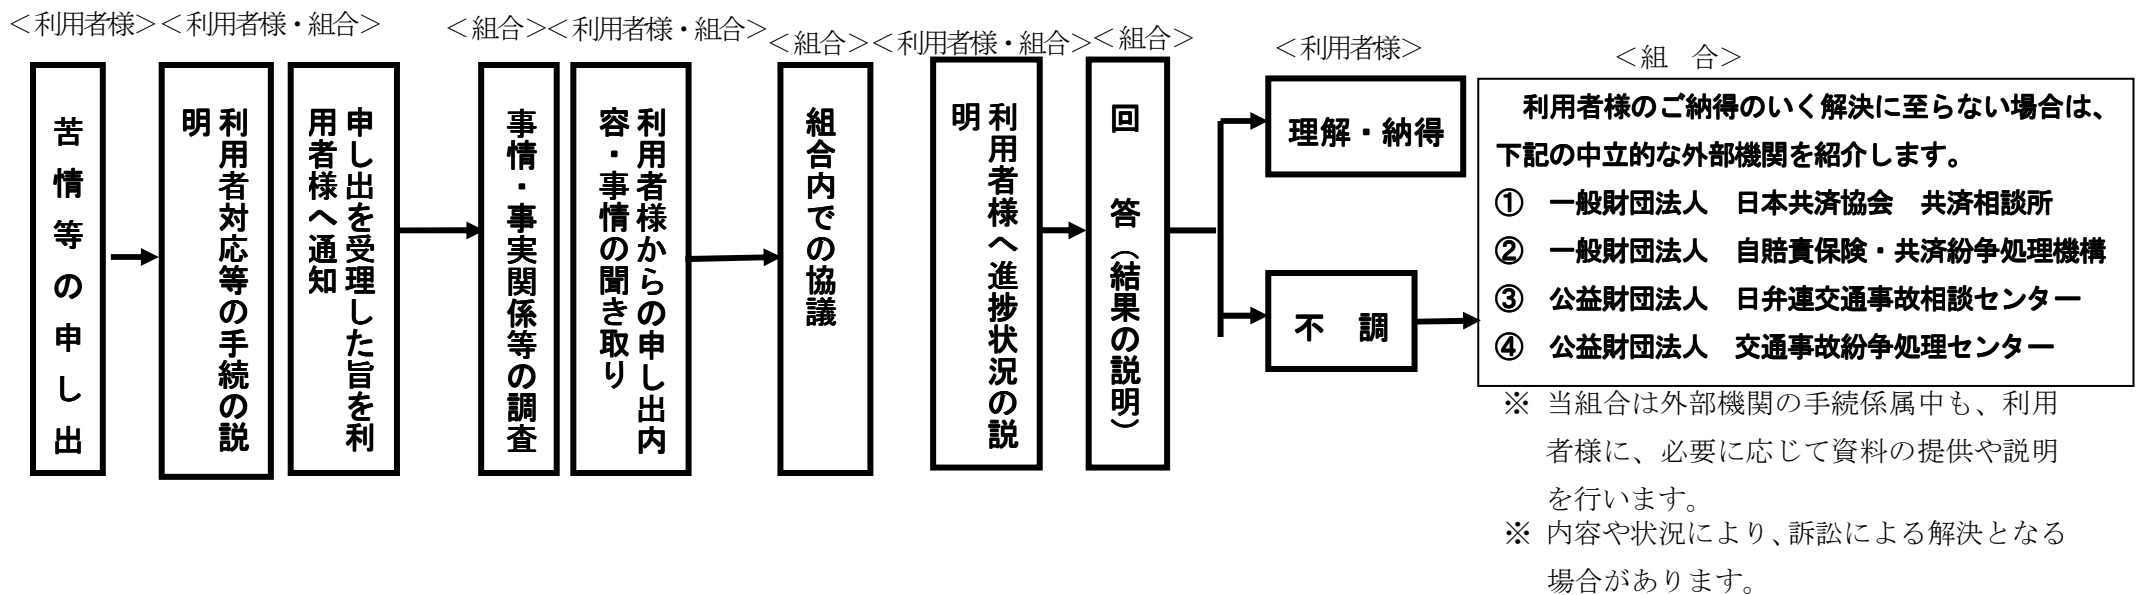 ＜利用者様＞
＜利用者様・組合＞
＜組合＞
＜利用者様・組合＞
＜組合＞
＜利用者様・組合＞
＜組合＞
＜利用者様＞
＜組　合＞
苦情等の申し出
利用者対応等の手続の説
明
申し出を受理した旨を利
用者様へ通知
事情・事実関係等の調査
利用者様からの申し出内
容・事情の聞き取り
組合内での協議
利用者様へ進捗状況の説
明
回　答（結果の説明）
理解・納得
不　調
利用者様のご納得のいく解決に至らない場合は、
下記の中立的な外部機関を紹介します。
①　一般財団法人　日本共済協会　共済相談所
②　一般財団法人　自賠責保険・共済紛争処理機構
③　公益財団法人　日弁連交通事故相談センター
④　公益財団法人　交通事故紛争処理センター
※ 当組合は外部機関の手続係属中も、利用
者様に、必要に応じて資料の提供や説明
を行います。
※ 内容や状況により、訴訟による解決となる
場合があります。